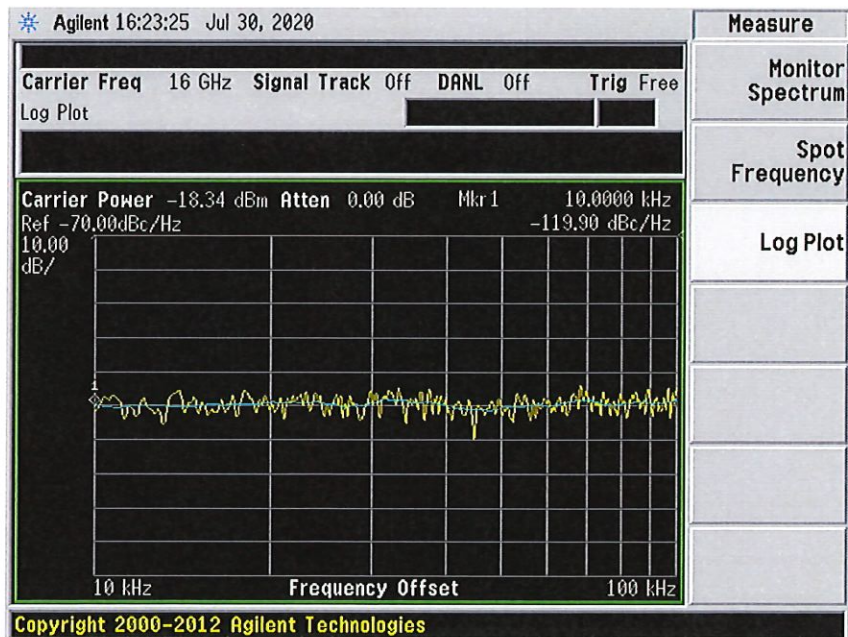 Agilent 16:23:25 Jul 30, 2020
Measure
Carrier Freq 16 GHz Signal Track Off DANL Off Trig Free
Log Plot
Monitor Spectrum
Spot Frequency
Log Plot
Carrier Power -18.34 dBm Atten 0.00 dB Mkr1 10.0000 kHz
Ref -70.00dBc/Hz -119.90 dBc/Hz
10.00
dB/
1
10 kHz Frequency Offset 100 kHz
Copyright 2000-2012 Agilent Technologies